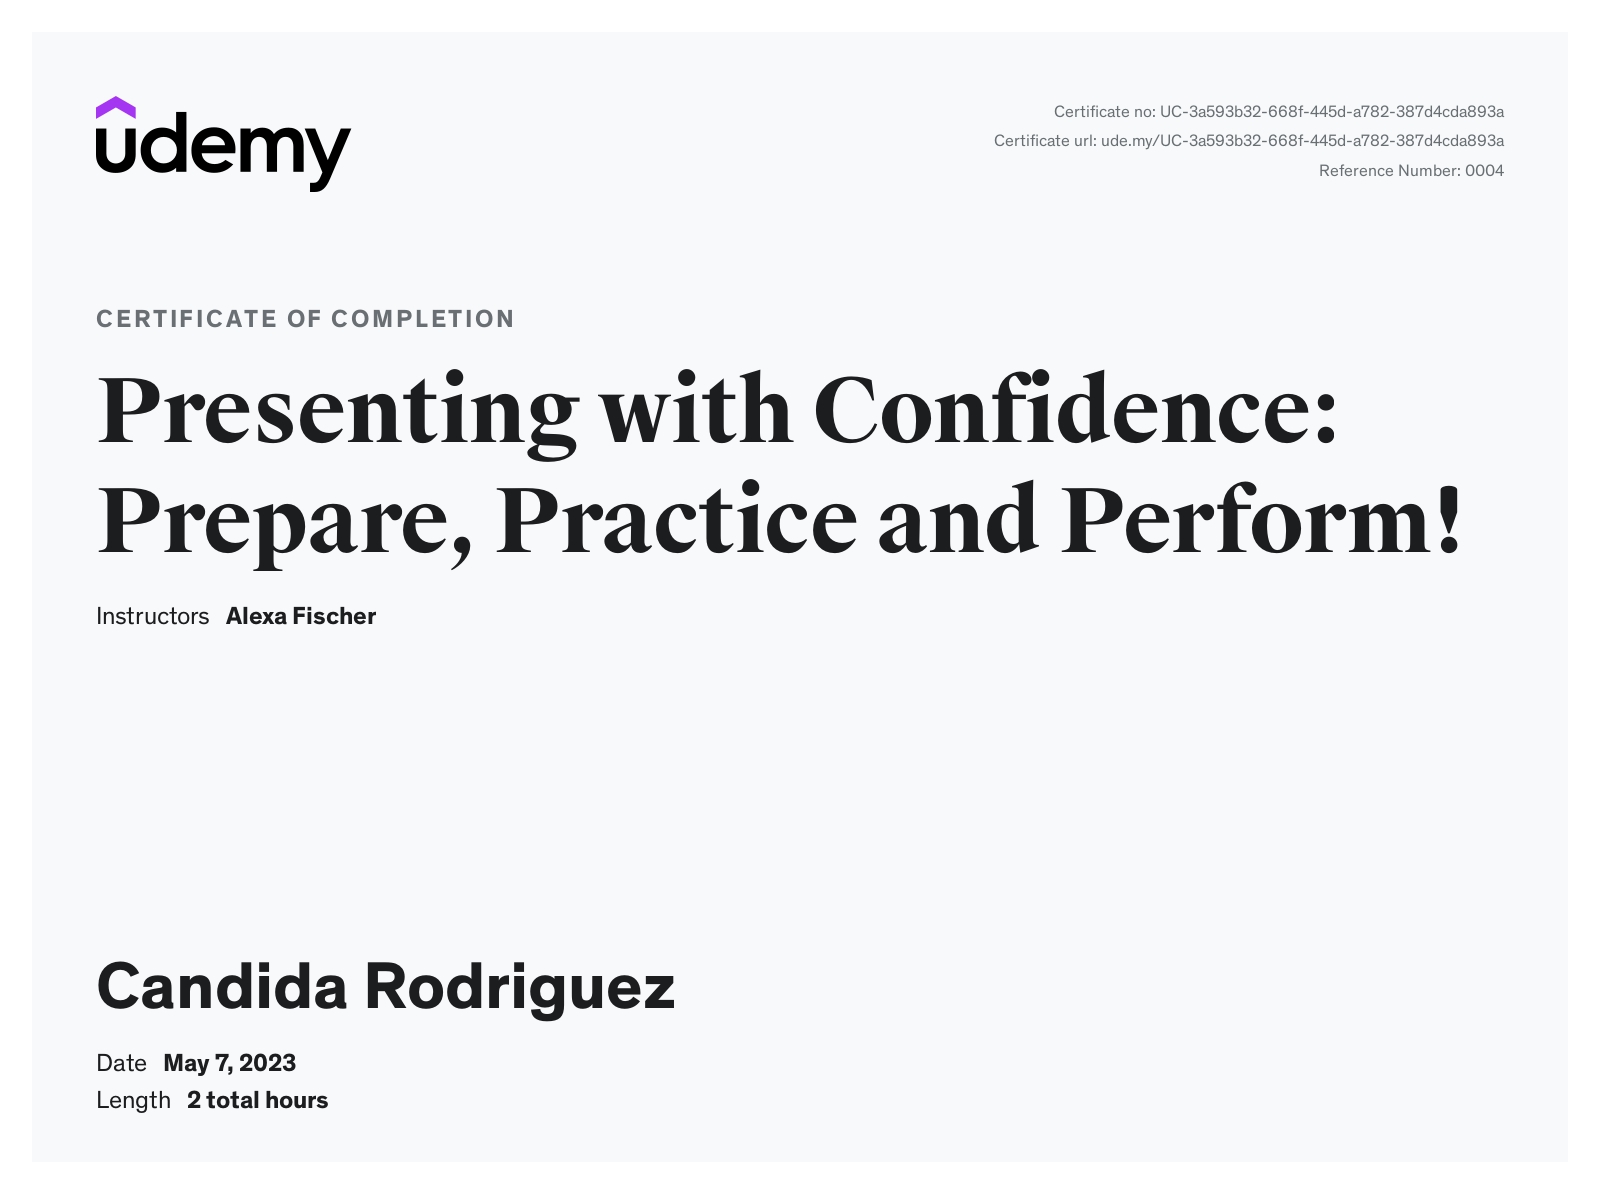 udemy
Certificate no: UC-3a593b32-668f-445d-a782-387d4cda893a
Certificate url: ude.my/UC-3a593b32-668f-445d-a782-387d4cda893a
Reference Number: 0004
CERTIFICATE OF COMPLETION
Presenting with Confidence:
Prepare, Practice and Perform!
Instructors Alexa Fischer
Candida Rodriguez
Date May 7, 2023
Length 2 total hours